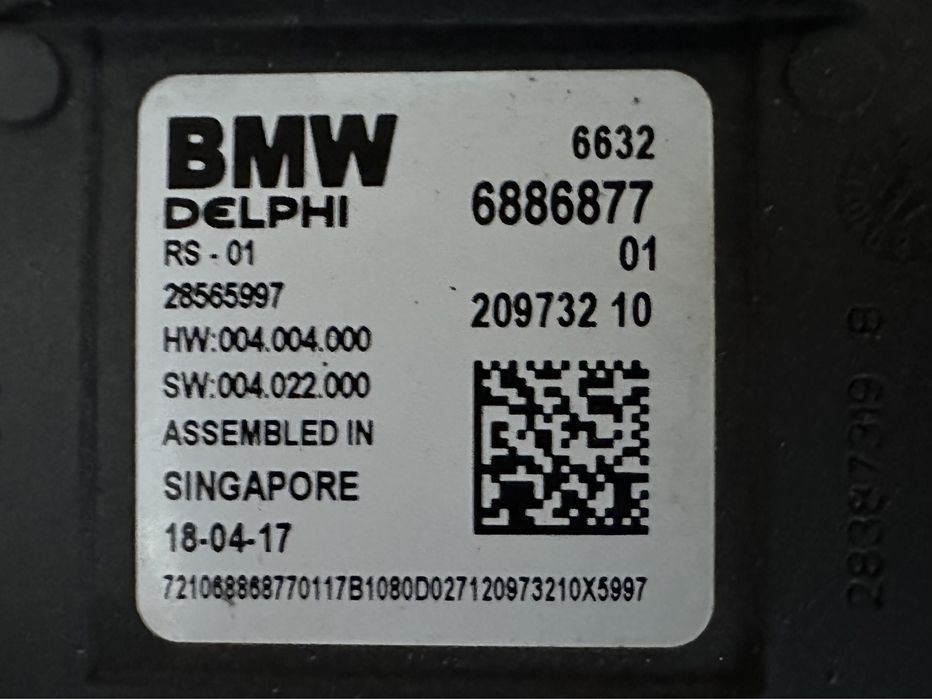 BMW
DELPHI
RS - 01
28565997
HW:004.004.000
SW:004.022.000
ASSEMBLED IN
SINGAPORE
18-04-17
6632
6886877
01
209732 10
721068868770117B1080D027120973210X5997
28387319 B